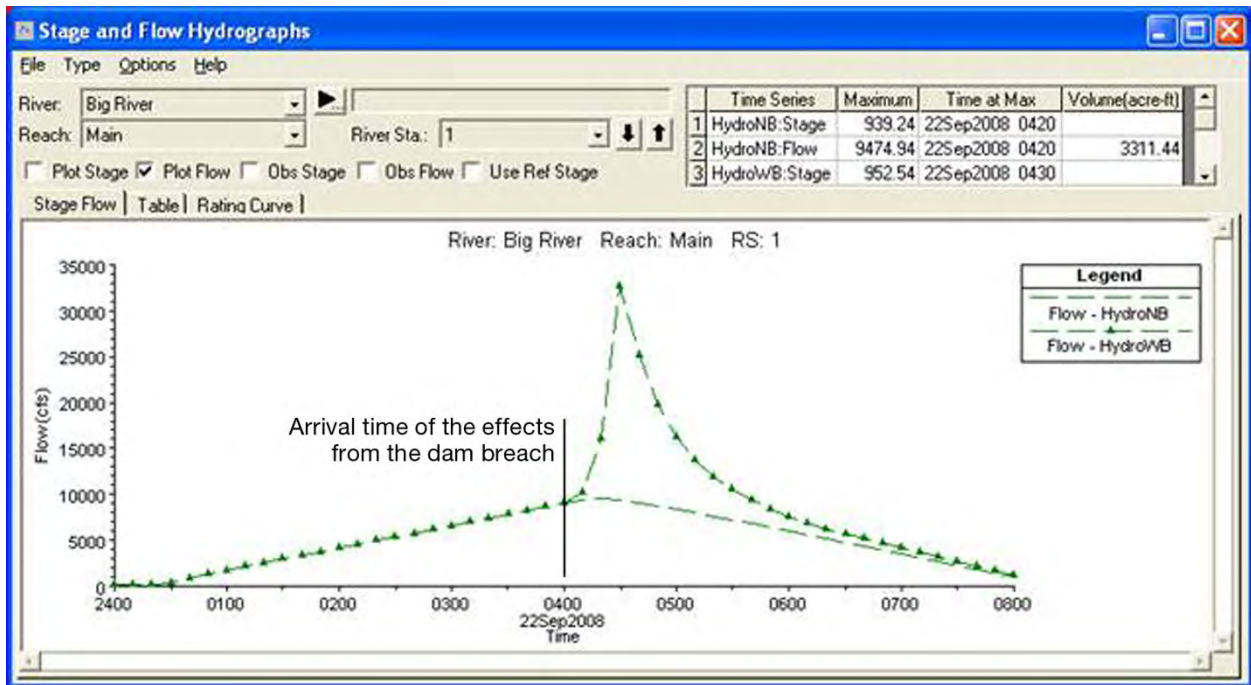 Stage and Flow Hydrographs
File Type Options Help
River: Big River
Reach: Main River Sta.: 1
Plot Stage Plot Flow Obs Stage Obs Flow Use Ref Stage
Time Series Maximum Time at Max Volume(acre-ft)
1 HydroNB:Stage 939.24 22Sep2008 0420
2 HydroNB:Flow 9474.94 22Sep2008 0420 3311.44
3 HydroWB:Stage 952.54 22Sep2008 0430
Stage Flow Table Rating Curve
River: Big River Reach: Main RS: 1
35000
30000
25000
20000
15000
10000
5000
0
Flow (cfs)
Arrival time of the effects
from the dam breach
Legend
Flow - HydroNB
Flow - HydroWB
2400 0100 0200 0300 0400 0500 0600 0700 0800
22Sep2008
Time